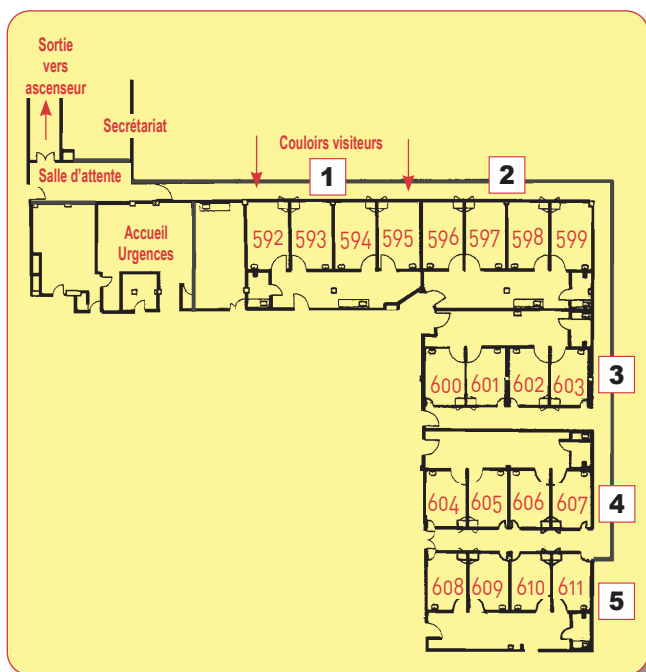 Sortie
vers
ascenseur
Secrétariat
Couloirs visiteurs
Salle d'attente
1
2
Accueil
Urgences
592 593 594 595 596 597 598 599
600 601 602 603
3
604 605 606 607
4
608 609 610 611
5